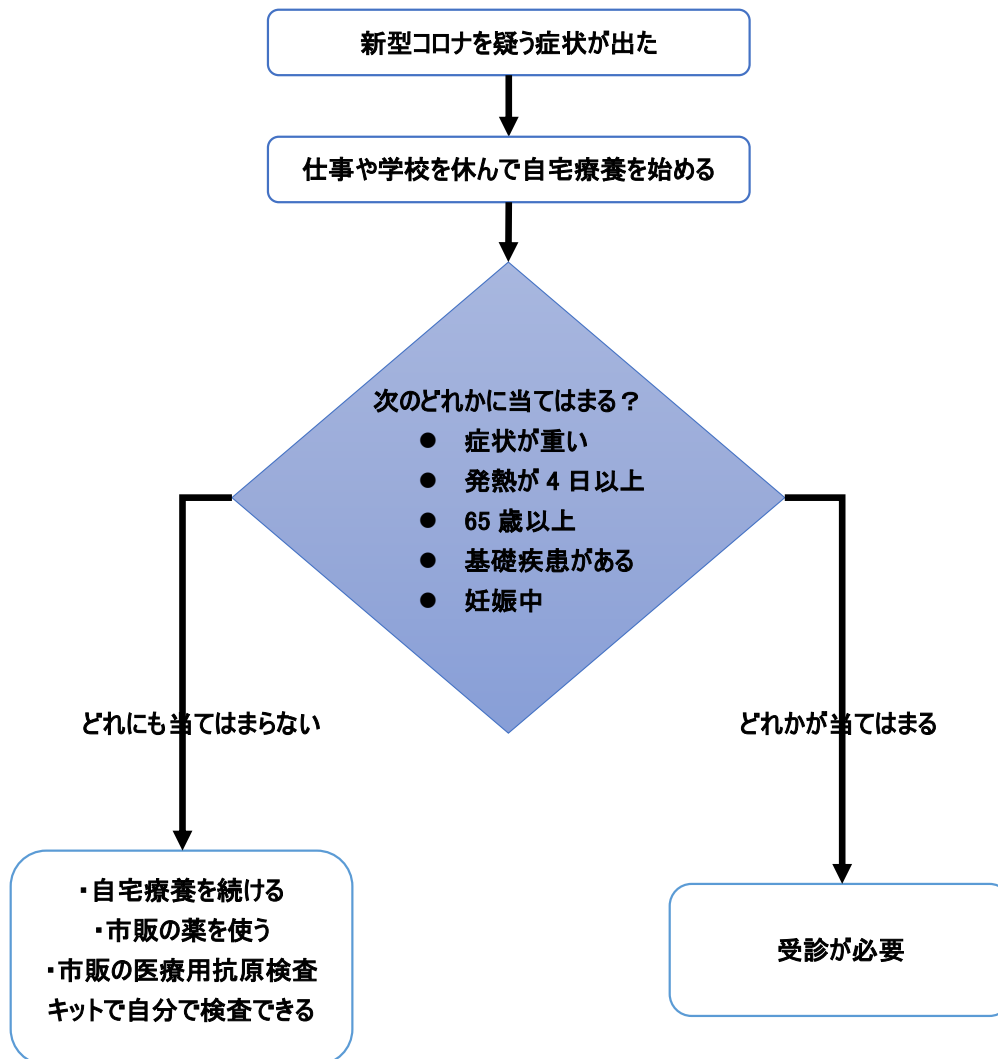 新型コロナを疑う症状が出た
仕事や学校を休んで自宅療養を始める
次のどれかに当てはまる？
● 症状が重い
● 発熱が 4 日以上
● 65 歳以上
● 基礎疾患がある
● 妊娠中
どれにも当てはまらない
どれかが当てはまる
・自宅療養を続ける
・市販の薬を使う
・市販の医療用抗原検査
キットで自分で検査できる
受診が必要